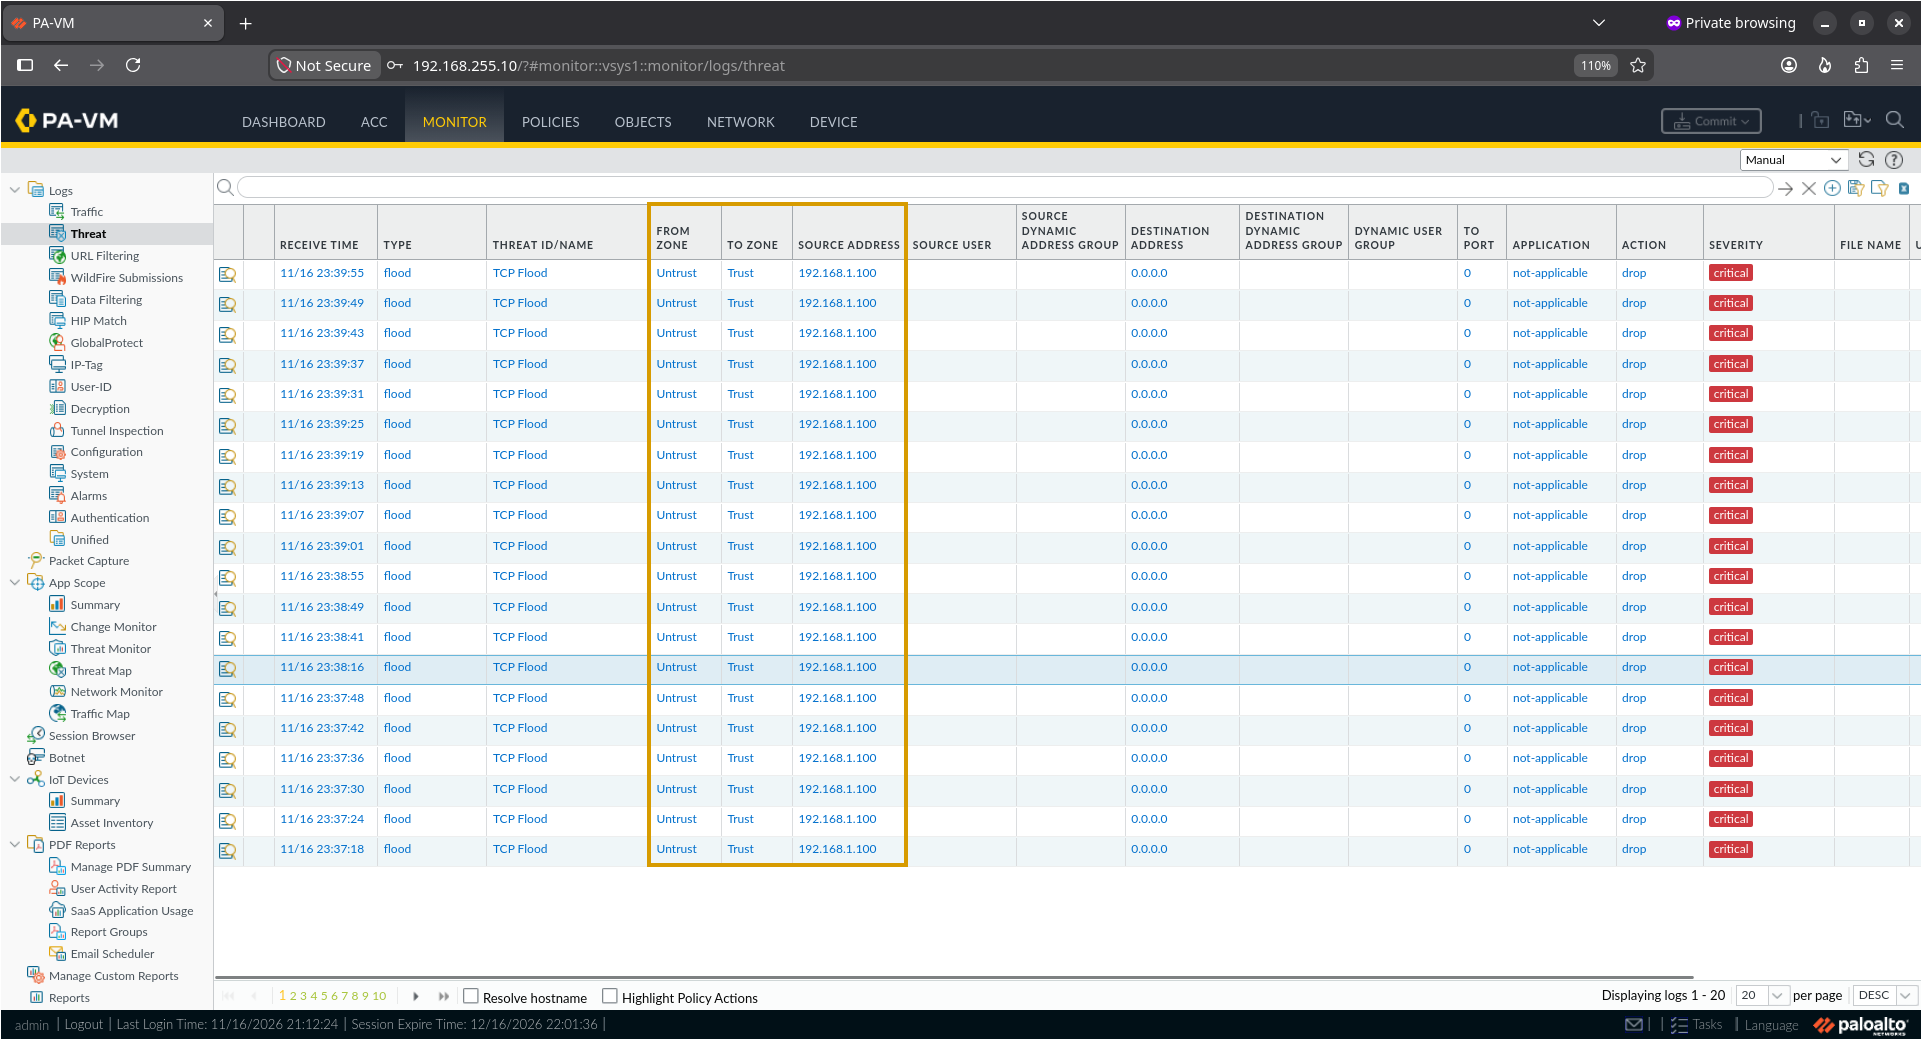 PA-VM
Private browsing
Not Secure 192.168.255.10/?#monitor::vsys1::monitor/logs/threat 110%
PA-VM DASHBOARD ACC MONITOR POLICIES OBJECTS NETWORK DEVICE Commit
Manual
Logs
Traffic
Threat
URL Filtering
WildFire Submissions
Data Filtering
HIP Match
GlobalProtect
IP-Tag
User-ID
Decryption
Tunnel Inspection
Configuration
System
Alarms
Authentication
Unified
Packet Capture
App Scope
Summary
Change Monitor
Threat Monitor
Threat Map
Network Monitor
Traffic Map
Session Browser
Botnet
IoT Devices
Summary
Asset Inventory
PDF Reports
Manage PDF Summary
User Activity Report
SaaS Application Usage
Report Groups
Email Scheduler
Manage Custom Reports
Reports
RECEIVE TIME TYPE THREAT ID/NAME FROM ZONE TO ZONE SOURCE ADDRESS SOURCE USER SOURCE DYNAMIC ADDRESS GROUP DESTINATION ADDRESS DESTINATION DYNAMIC ADDRESS GROUP DYNAMIC USER GROUP TO PORT APPLICATION ACTION SEVERITY FILE NAME
11/16 23:39:55 flood TCP Flood Untrust Trust 192.168.1.100 0.0.0.0 0 not-applicable drop critical
11/16 23:39:49 flood TCP Flood Untrust Trust 192.168.1.100 0.0.0.0 0 not-applicable drop critical
11/16 23:39:43 flood TCP Flood Untrust Trust 192.168.1.100 0.0.0.0 0 not-applicable drop critical
11/16 23:39:37 flood TCP Flood Untrust Trust 192.168.1.100 0.0.0.0 0 not-applicable drop critical
11/16 23:39:31 flood TCP Flood Untrust Trust 192.168.1.100 0.0.0.0 0 not-applicable drop critical
11/16 23:39:25 flood TCP Flood Untrust Trust 192.168.1.100 0.0.0.0 0 not-applicable drop critical
11/16 23:39:19 flood TCP Flood Untrust Trust 192.168.1.100 0.0.0.0 0 not-applicable drop critical
11/16 23:39:13 flood TCP Flood Untrust Trust 192.168.1.100 0.0.0.0 0 not-applicable drop critical
11/16 23:39:07 flood TCP Flood Untrust Trust 192.168.1.100 0.0.0.0 0 not-applicable drop critical
11/16 23:39:01 flood TCP Flood Untrust Trust 192.168.1.100 0.0.0.0 0 not-applicable drop critical
11/16 23:38:55 flood TCP Flood Untrust Trust 192.168.1.100 0.0.0.0 0 not-applicable drop critical
11/16 23:38:49 flood TCP Flood Untrust Trust 192.168.1.100 0.0.0.0 0 not-applicable drop critical
11/16 23:38:41 flood TCP Flood Untrust Trust 192.168.1.100 0.0.0.0 0 not-applicable drop critical
11/16 23:38:16 flood TCP Flood Untrust Trust 192.168.1.100 0.0.0.0 0 not-applicable drop critical
11/16 23:37:48 flood TCP Flood Untrust Trust 192.168.1.100 0.0.0.0 0 not-applicable drop critical
11/16 23:37:42 flood TCP Flood Untrust Trust 192.168.1.100 0.0.0.0 0 not-applicable drop critical
11/16 23:37:36 flood TCP Flood Untrust Trust 192.168.1.100 0.0.0.0 0 not-applicable drop critical
11/16 23:37:30 flood TCP Flood Untrust Trust 192.168.1.100 0.0.0.0 0 not-applicable drop critical
11/16 23:37:24 flood TCP Flood Untrust Trust 192.168.1.100 0.0.0.0 0 not-applicable drop critical
11/16 23:37:18 flood TCP Flood Untrust Trust 192.168.1.100 0.0.0.0 0 not-applicable drop critical
1 2 3 4 5 6 7 8 9 10 Resolve hostname Highlight Policy Actions Displaying logs 1 - 20 20 per page DESC
admin | Logout | Last Login Time: 11/16/2026 21:12:24 | Session Expire Time: 12/16/2026 22:01:36 | Tasks | Language paloalto NETWORKS